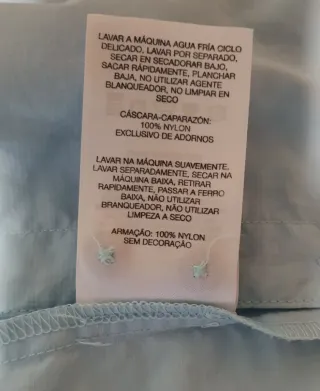 LAVAR A MÁQUINA AGUA FRÍA CICLO
DELICADO, LAVAR POR SEPARADO,
SECAR EN SECADORAR BAJO,
SACAR RÁPIDAMENTE, PLANCHAR
BAJA, NO UTILIZAR AGENTE
BLANQUEADOR, NO LIMPIAR EN
SECO
CÁSCARA-CAPARAZÓN:
100% NYLON
EXCLUSIVO DE ADORNOS
LAVAR NA MÁQUINA SUAVEMENTE,
LAVAR SEPARADAMENTE, SECAR NA
MÁQUINA BAIXA, RETIRAR
RAPIDAMENTE, PASSAR A FERRO
BAIXA, NÃO UTILIZAR
BRANQUEADOR, NÃO UTILIZAR
LIMPEZA A SECO
ARMAÇÃO: 100% NYLON
SEM DECORAÇÃO